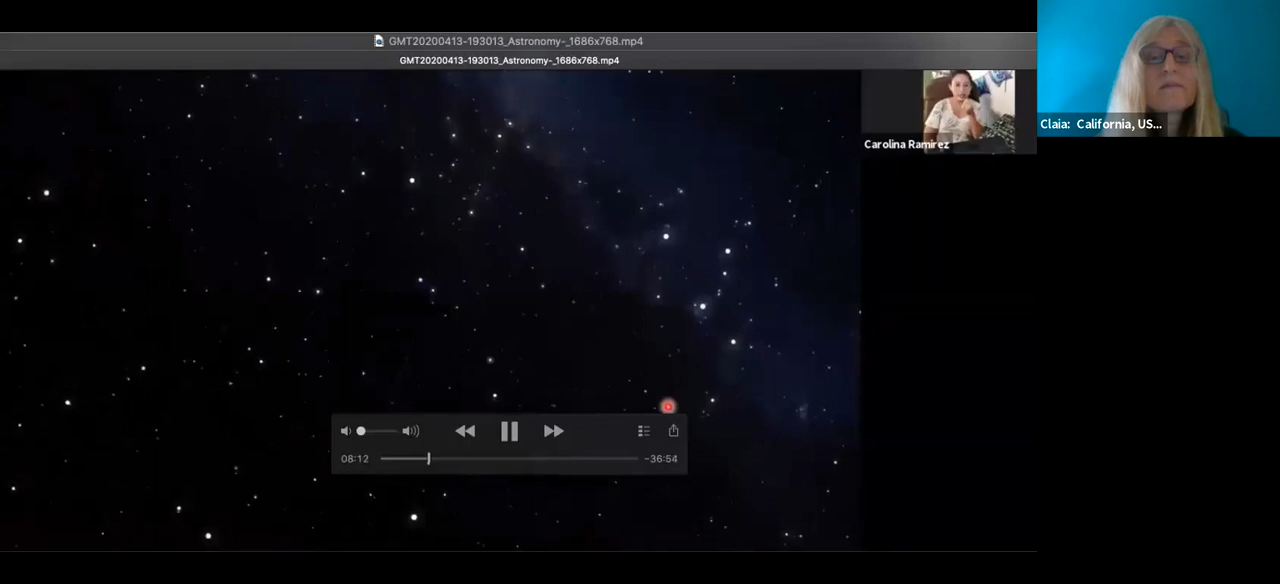 GMT20200413-193013_Astronomy-_1686x768.mp4
GMT20200413-193013_Astronomy-_1686x768.mp4
Carolina Ramirez
Claia: California, US...
08:12
-36:54